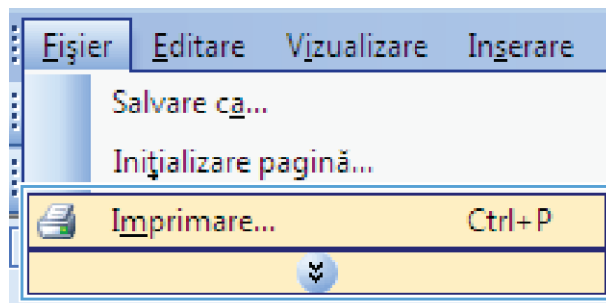 Fişier Editare Vizualizare Inserare
Salvare ca...
Iniţializare pagină...
Imprimare... Ctrl+P